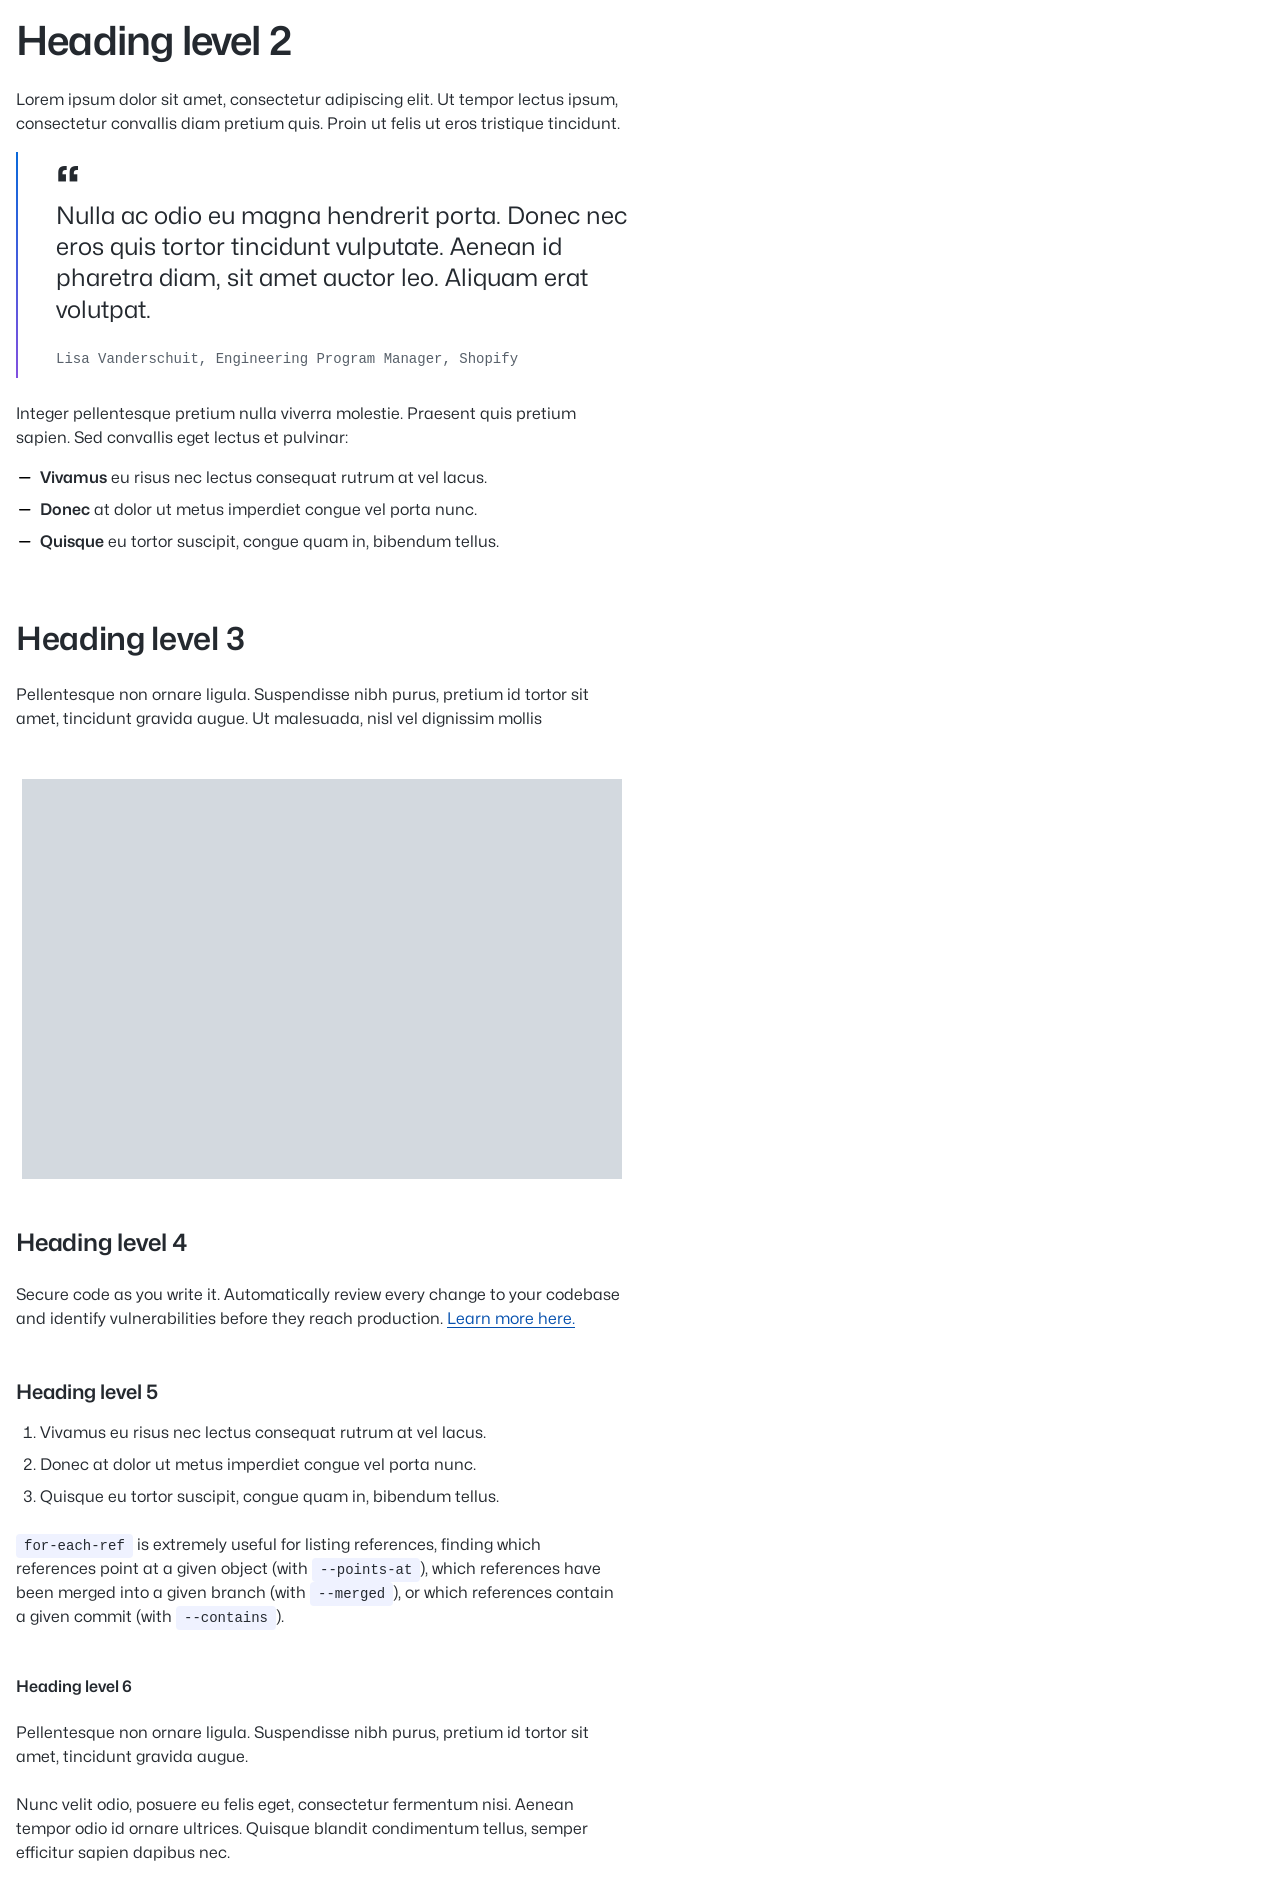 Heading level 2
Lorem ipsum dolor sit amet, consectetur adipiscing elit. Ut tempor lectus ipsum,
consectetur convallis diam pretium quis. Proin ut felis ut eros tristique tincidunt.
“
Nulla ac odio eu magna hendrerit porta. Donec nec
eros quis tortor tincidunt vulputate. Aenean id
pharetra diam, sit amet auctor leo. Aliquam erat
volutpat.
Lisa Vanderschuit, Engineering Program Manager, Shopify
Integer pellentesque pretium nulla viverra molestie. Praesent quis pretium
sapien. Sed convallis eget lectus et pulvinar:
— Vivamus eu risus nec lectus consequat rutrum at vel lacus.
— Donec at dolor ut metus imperdiet congue vel porta nunc.
— Quisque eu tortor suscipit, congue quam in, bibendum tellus.
Heading level 3
Pellentesque non ornare ligula. Suspendisse nibh purus, pretium id tortor sit
amet, tincidunt gravida augue. Ut malesuada, nisl vel dignissim mollis
Heading level 4
Secure code as you write it. Automatically review every change to your codebase
and identify vulnerabilities before they reach production. Learn more here.
Heading level 5
1. Vivamus eu risus nec lectus consequat rutrum at vel lacus.
2. Donec at dolor ut metus imperdiet congue vel porta nunc.
3. Quisque eu tortor suscipit, congue quam in, bibendum tellus.
for-each-ref is extremely useful for listing references, finding which
references point at a given object (with --points-at), which references have
been merged into a given branch (with --merged), or which references contain
a given commit (with --contains).
Heading level 6
Pellentesque non ornare ligula. Suspendisse nibh purus, pretium id tortor sit
amet, tincidunt gravida augue.
Nunc velit odio, posuere eu felis eget, consectetur fermentum nisi. Aenean
tempor odio id ornare ultrices. Quisque blandit condimentum tellus, semper
efficitur sapien dapibus nec.